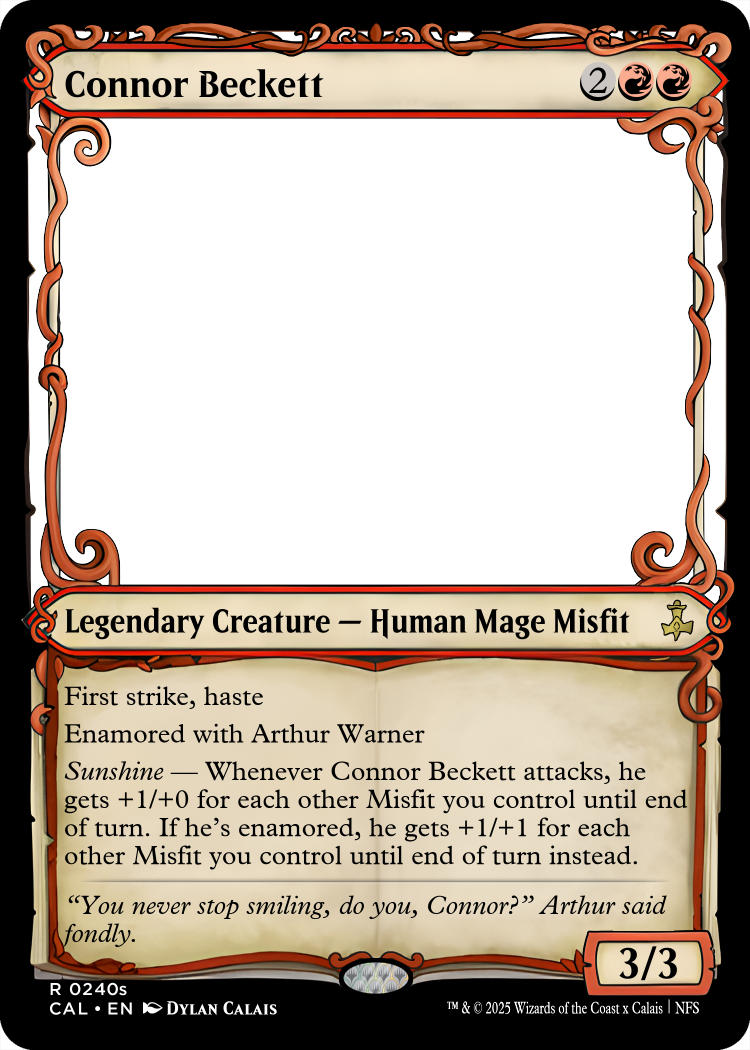 Connor Beckett 2
Legendary Creature — Human Mage Misfit
First strike, haste
Enamored with Arthur Warner
Sunshine — Whenever Connor Beckett attacks, he
gets +1/+0 for each other Misfit you control until end
of turn. If he’s enamored, he gets +1/+1 for each
other Misfit you control until end of turn instead.
“You never stop smiling, do you, Connor?” Arthur said
fondly.
3/3
R 0240s
CAL • EN DYLAN CALAIS
™ & © 2025 Wizards of the Coast x Calais | NFS